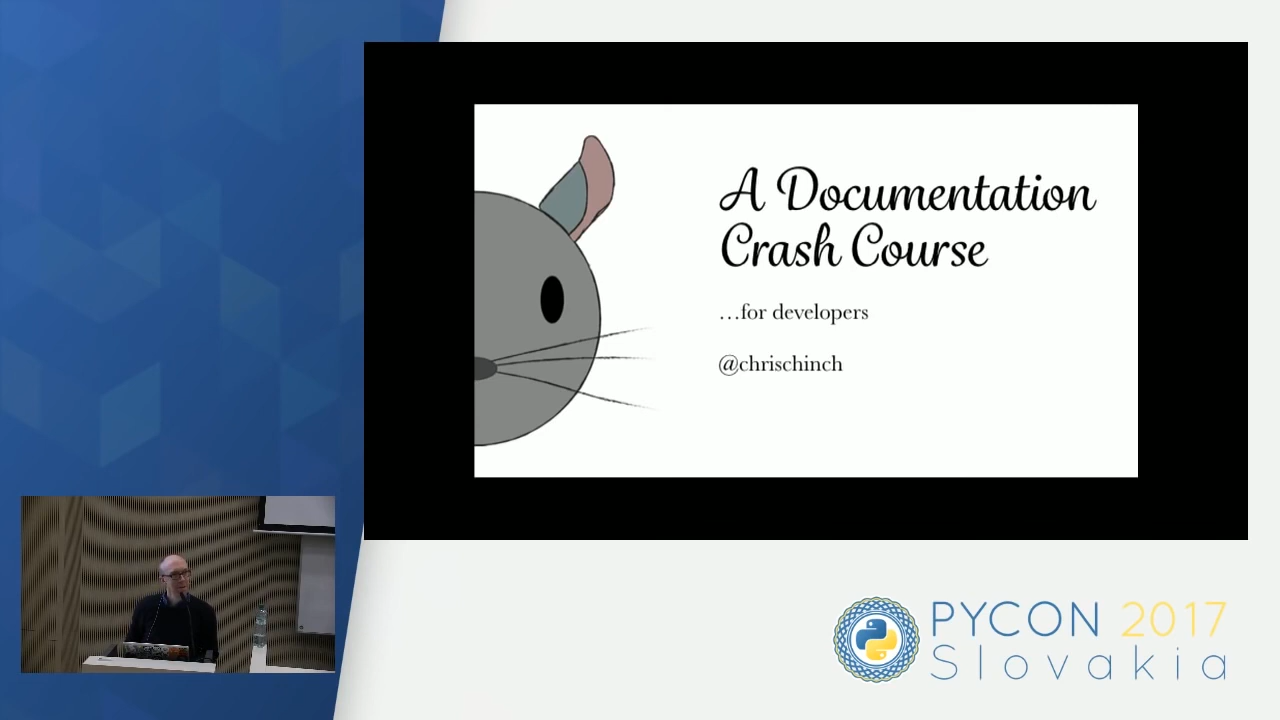 A Documentation
Crash Course
…for developers
@chrischinch
PYCON 2017
Slovakia